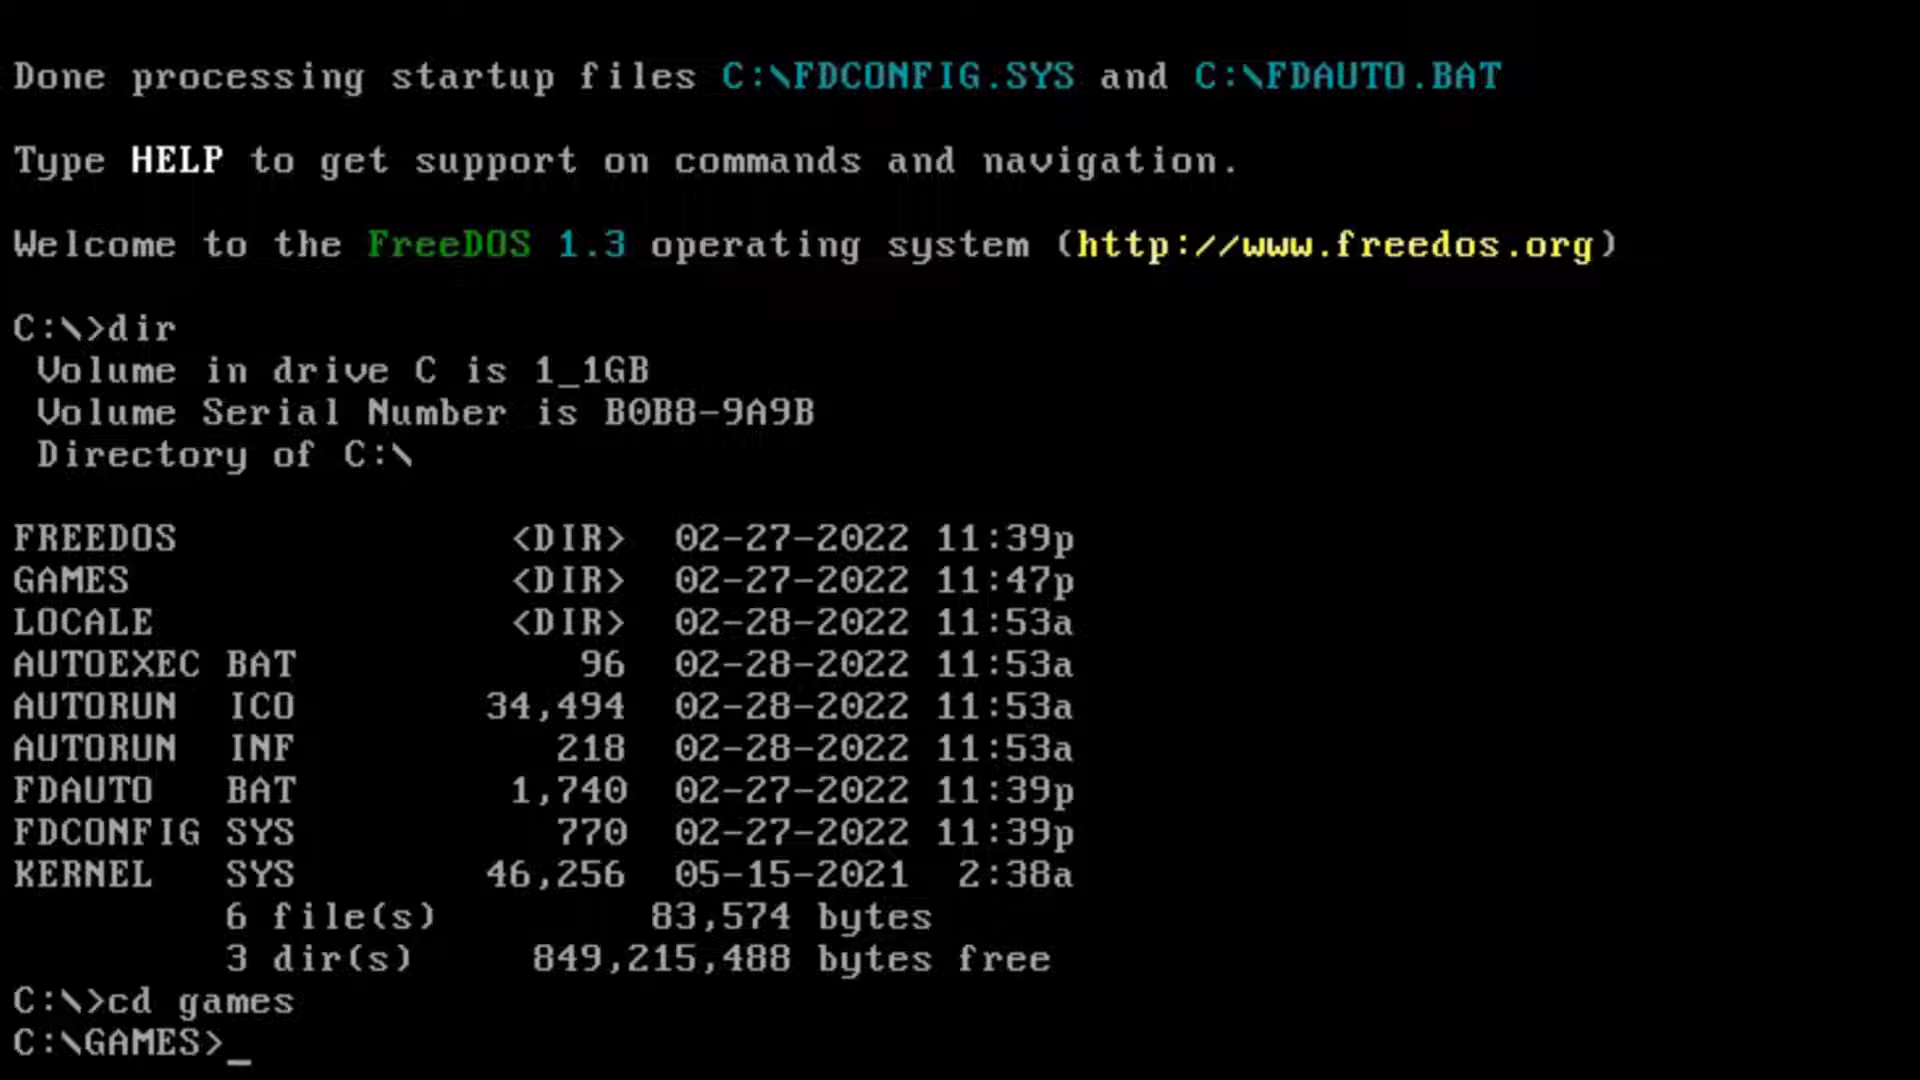 Done processing startup files C:\FDCONFIG.SYS and C:\FDAUTO.BAT
Type HELP to get support on commands and navigation.
Welcome to the FreeDOS 1.3 operating system (http://www.freedos.org)
C:\>dir
Volume in drive C is 1_1GB
Volume Serial Number is B0B8-9A9B
Directory of C:\
FREEDOS <DIR> 02-27-2022 11:39p
GAMES <DIR> 02-27-2022 11:47p
LOCALE <DIR> 02-28-2022 11:53a
AUTOEXEC BAT 96 02-28-2022 11:53a
AUTORUN ICO 34,494 02-28-2022 11:53a
AUTORUN INF 218 02-28-2022 11:53a
FDAUTO BAT 1,740 02-27-2022 11:39p
FDCONFIG SYS 770 02-27-2022 11:39p
KERNEL SYS 46,256 05-15-2021 2:38a
6 file(s) 83,574 bytes
3 dir(s) 849,215,488 bytes free
C:\>cd games
C:\GAMES>_